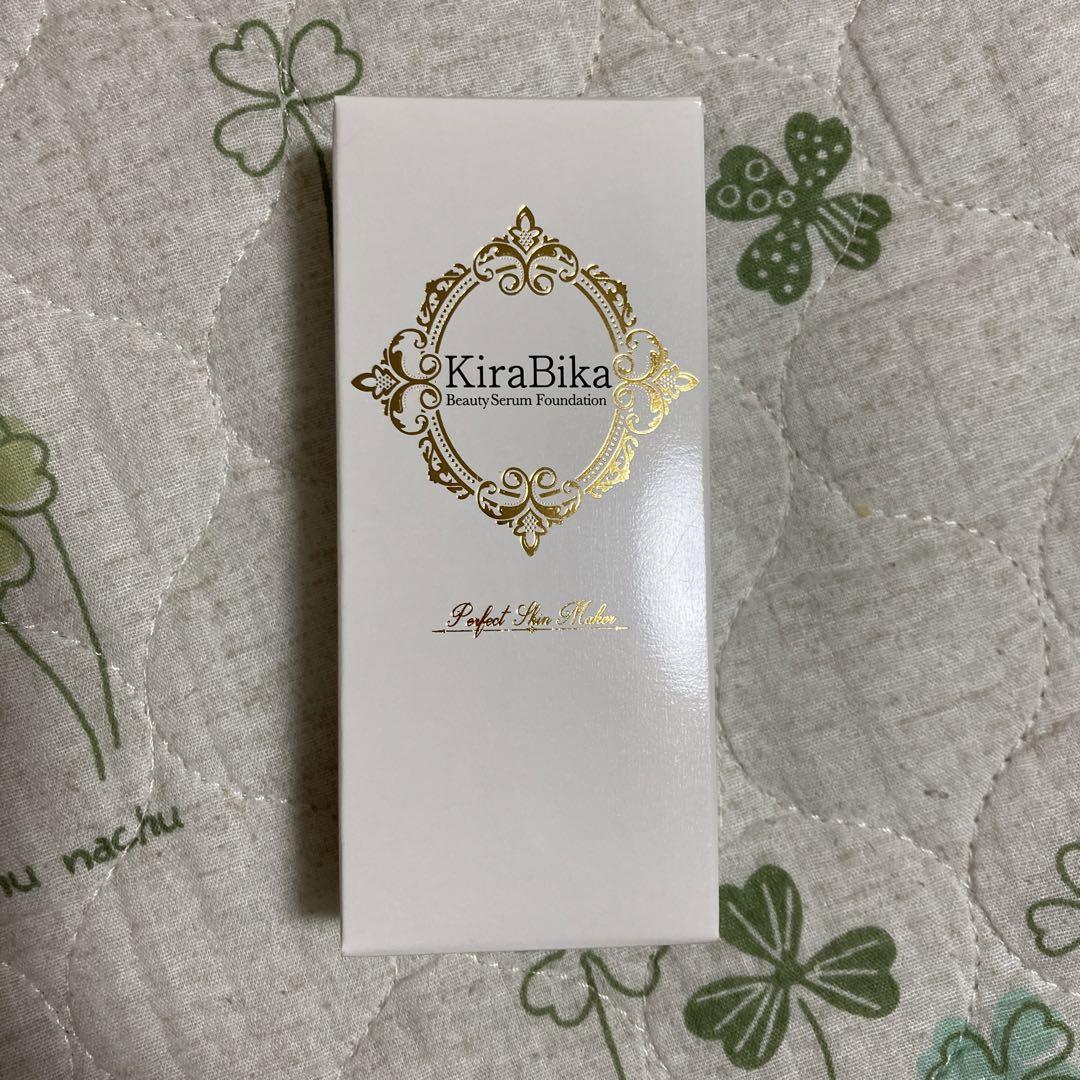 KiraBika
Beauty Serum Foundation
Perfect Skin Maker
nachu